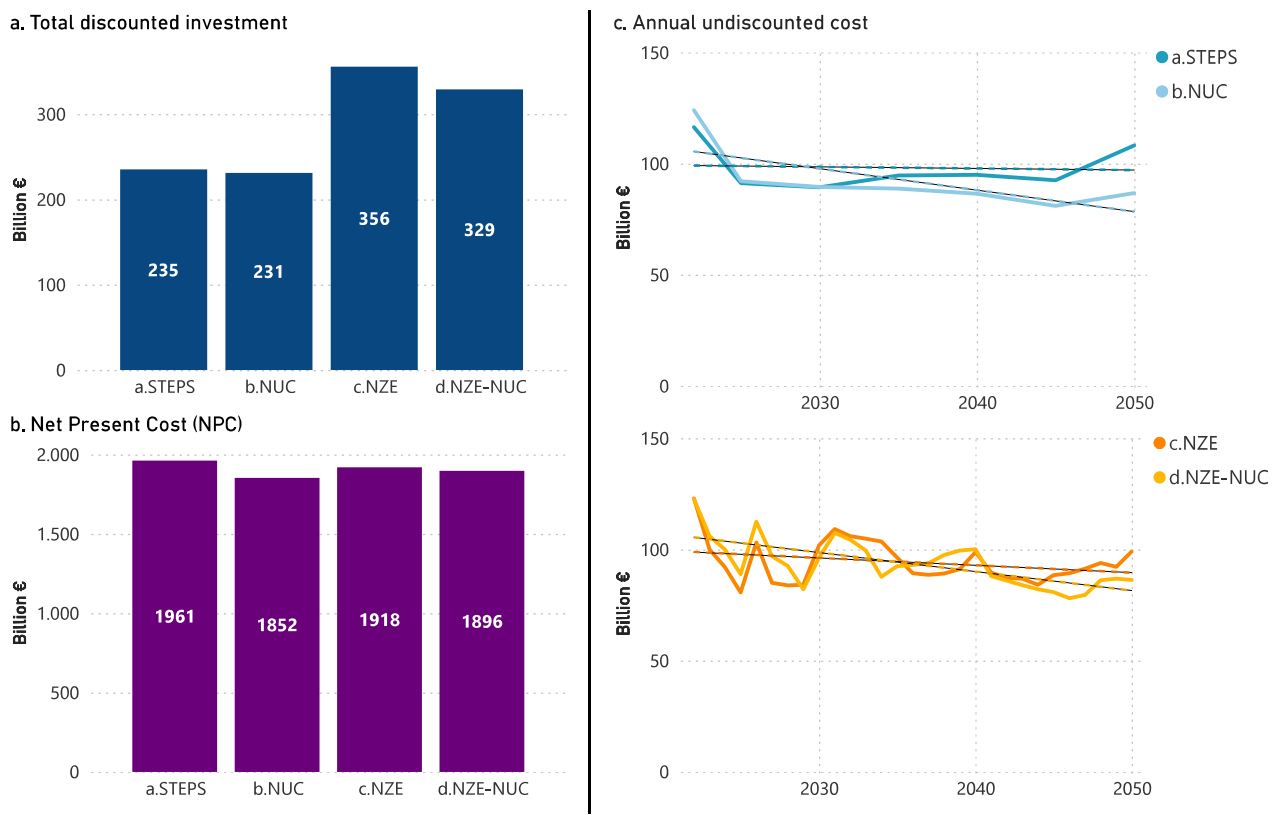 a. Total discounted investment
Billion €
300
200
100
0
235
231
356
329
a.STEPS
b.NUC
c.NZE
d.NZE-NUC
b. Net Present Cost (NPC)
Billion €
2.000
1.500
1.000
500
0
1961
1852
1918
1896
a.STEPS
b.NUC
c.NZE
d.NZE-NUC
c. Annual undiscounted cost
Billion €
150
100
50
0
2030
2040
2050
a.STEPS
b.NUC
Billion €
150
100
50
0
2030
2040
2050
c.NZE
d.NZE-NUC